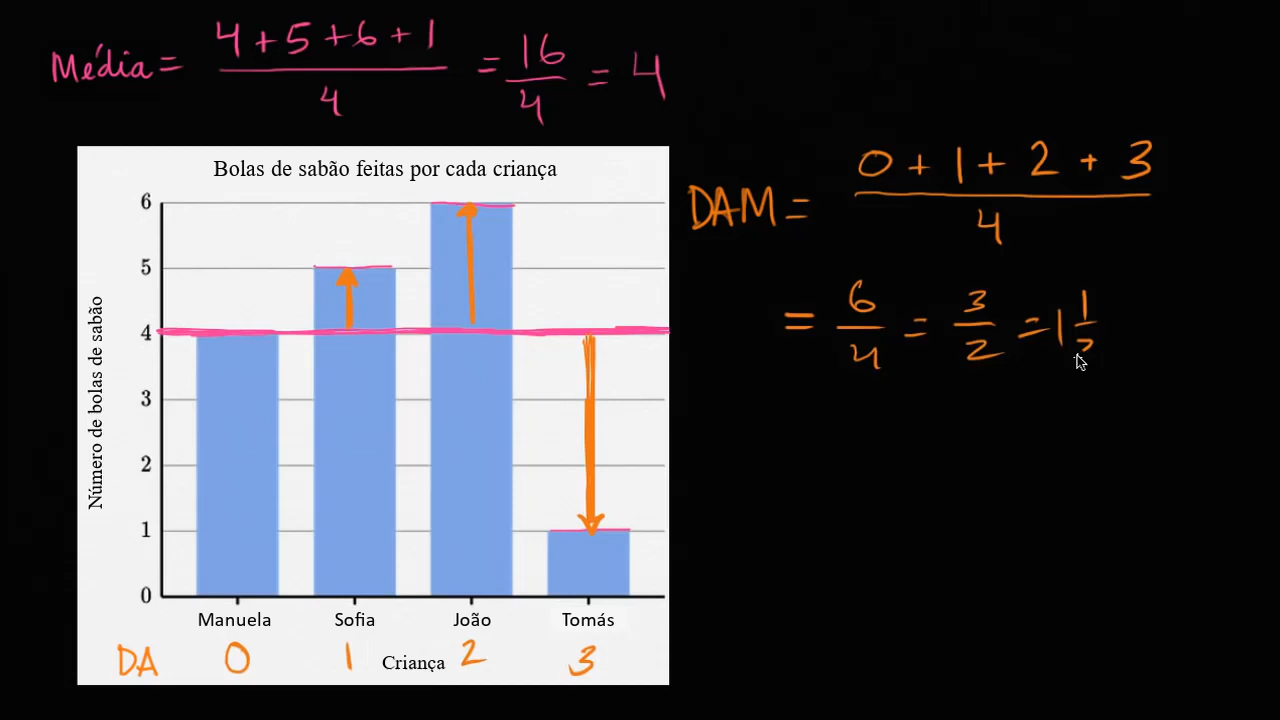 Média = (4 + 5 + 6 + 1)/4 = 16/4 = 4
Bolas de sabão feitas por cada criança
Número de bolas de sabão
6
5
4
3
2
1
0
Manuela Sofia João Tomás
Criança
DA 0 1 2 3
DAM = (0 + 1 + 2 + 3)/4
= 6/4 = 3/2 = 1 1/2